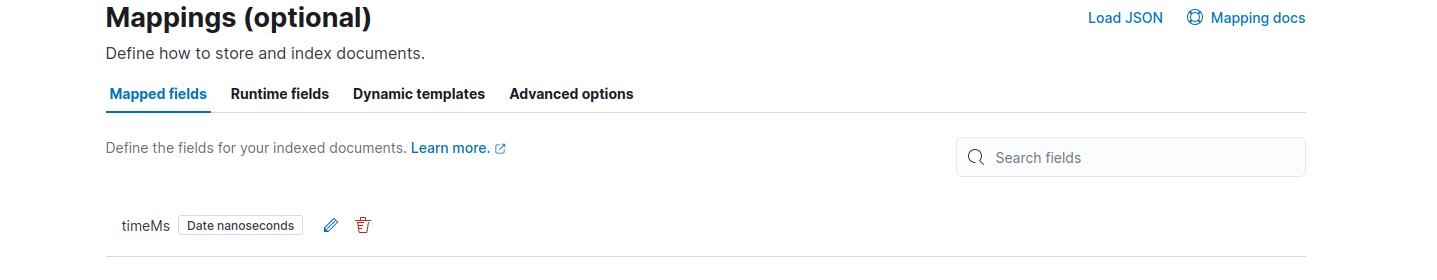 Mappings (optional)
Load JSON
Mapping docs
Define how to store and index documents.
Mapped fields
Runtime fields
Dynamic templates
Advanced options
Define the fields for your indexed documents. Learn more.
Search fields
timeMs
Date nanoseconds